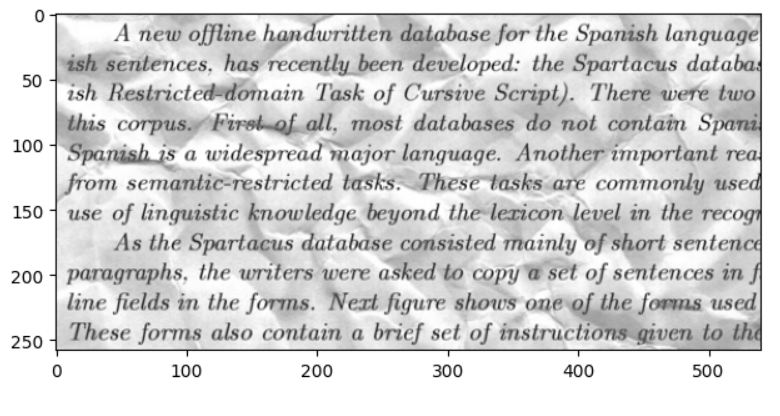 0
A new offline handwritten database for the Spanish language
ish sentences, has recently been developed: the Spartacus databas
50
ish Restricted-domain Task of Cursive Script). There were two
this corpus. First of all, most databases do not contain Spani
100
Spanish is a widespread major language. Another important rea
from semantic-restricted tasks. These tasks are commonly used
150
use of linguistic knowledge beyond the lexicon level in the recog
As the Spartacus database consisted mainly of short sentence
200
paragraphs, the writers were asked to copy a set of sentences in f
line fields in the forms. Next figure shows one of the forms used
250
These forms also contain a brief set of instructions given to
0 100 200 300 400 500